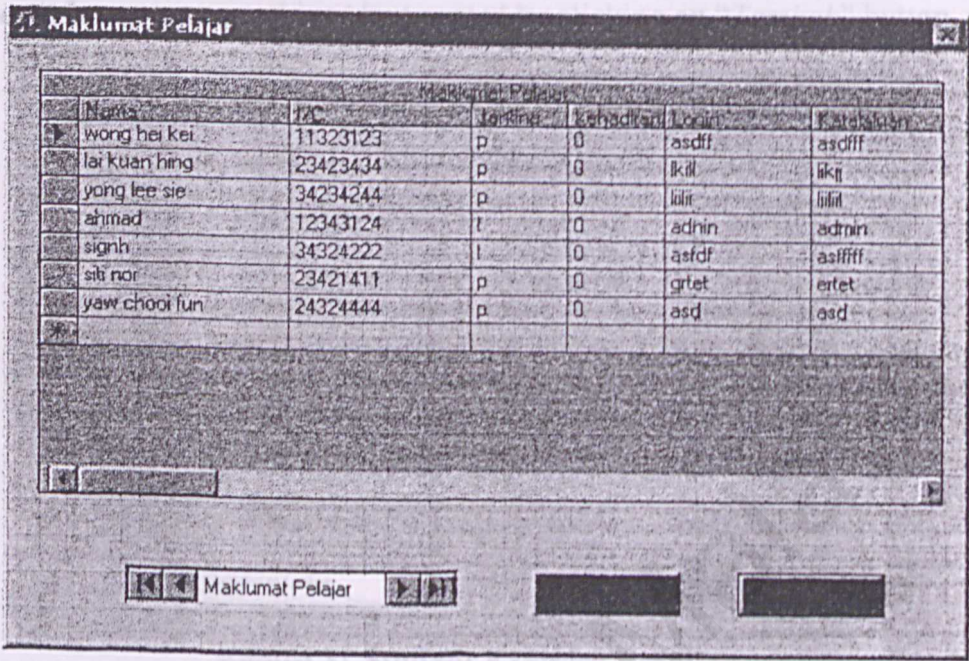 Maklumat Pelajar
Maklumat Pelajar
Nama I/C Jantina Kehadiran Login Katalaluan
wong hei kei 11323123 p 0 asdff asdfff
lai kuan hing 23423434 p 0
yong lee sie 34234244 p 0
ahmad 12343124 l 0 admin admin
signh 34324222 l 0 asfdf asfffff
siti nor 23421411 p 0 grtet ertet
yaw chooi fun 24324444 p 0 asd asd
Maklumat Pelajar